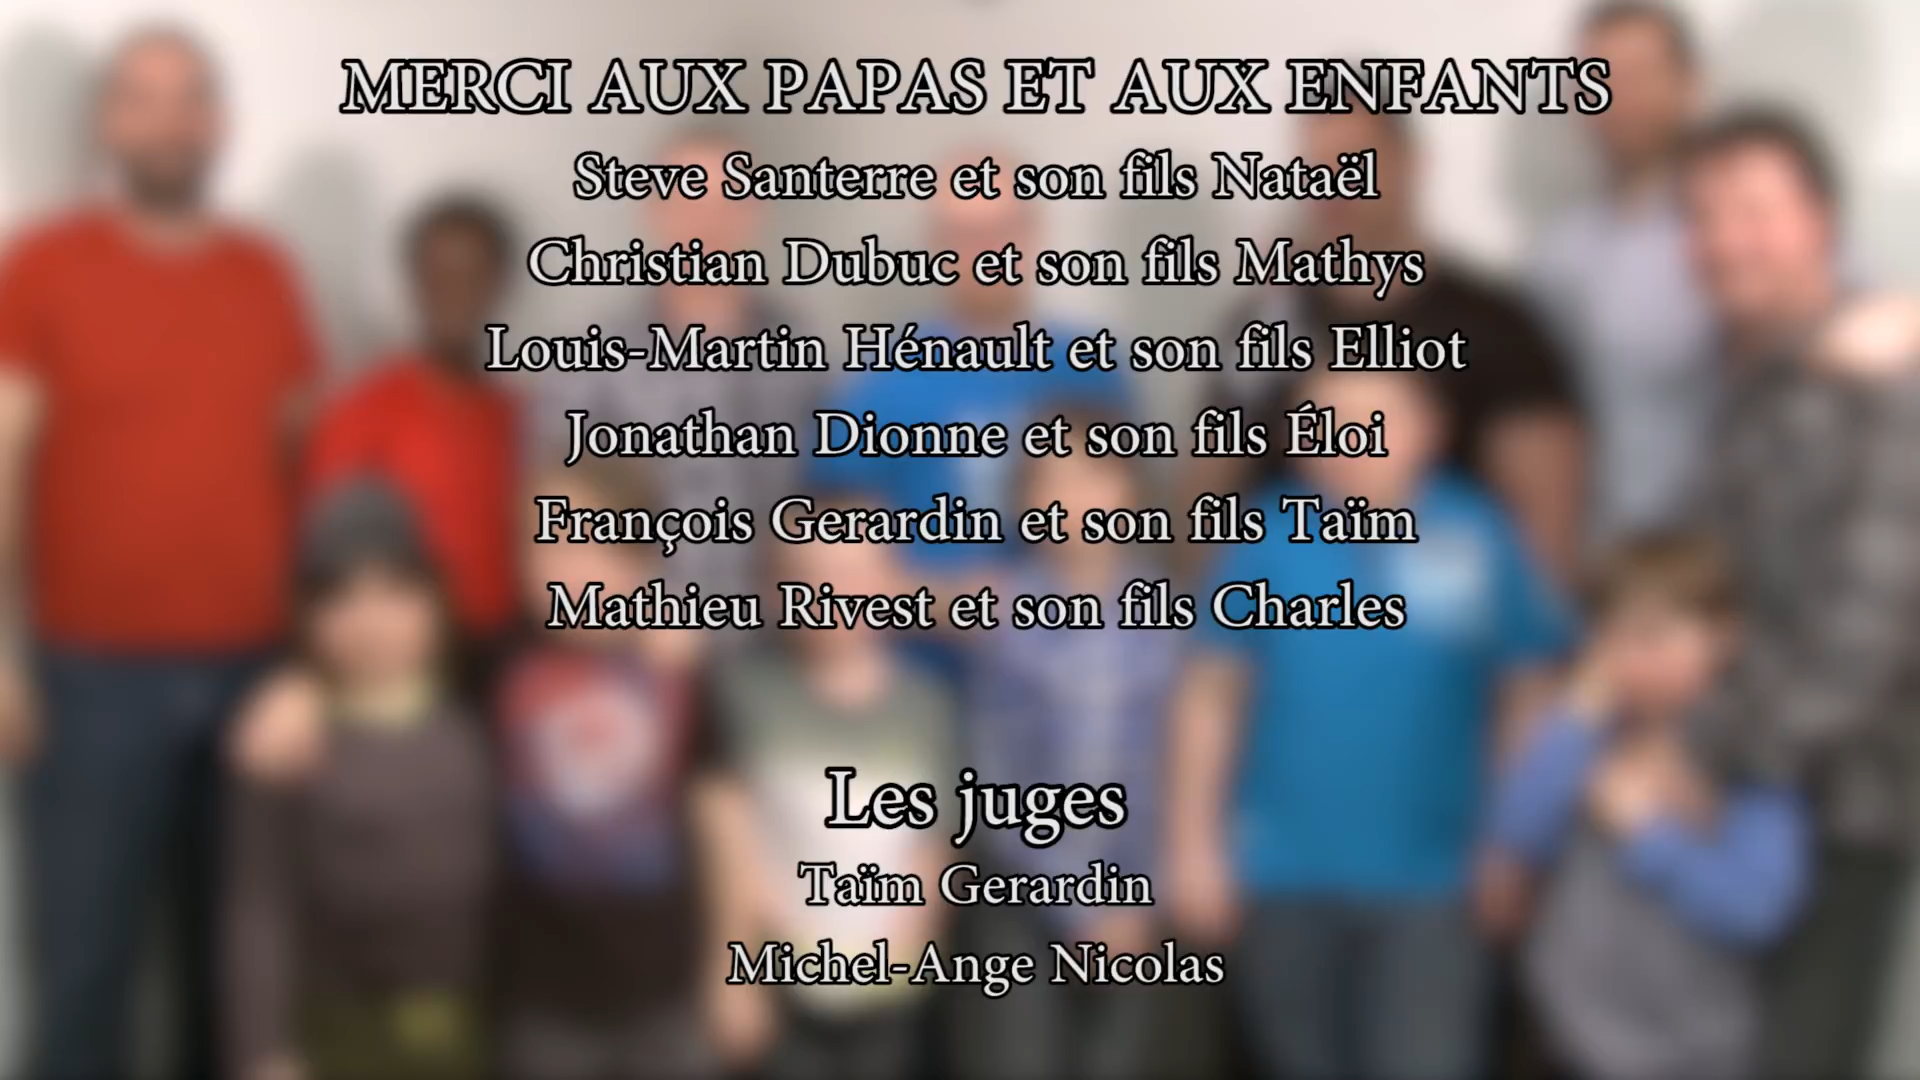 MERCI AUX PAPAS ET AUX ENFANTS
Steve Santerre et son fils Nataël
Christian Dubuc et son fils Mathys
Louis-Martin Hénault et son fils Elliot
Jonathan Dionne et son fils Éloi
François Gerardin et son fils Taïm
Mathieu Rivest et son fils Charles
Les juges
Taïm Gerardin
Michel-Ange Nicolas